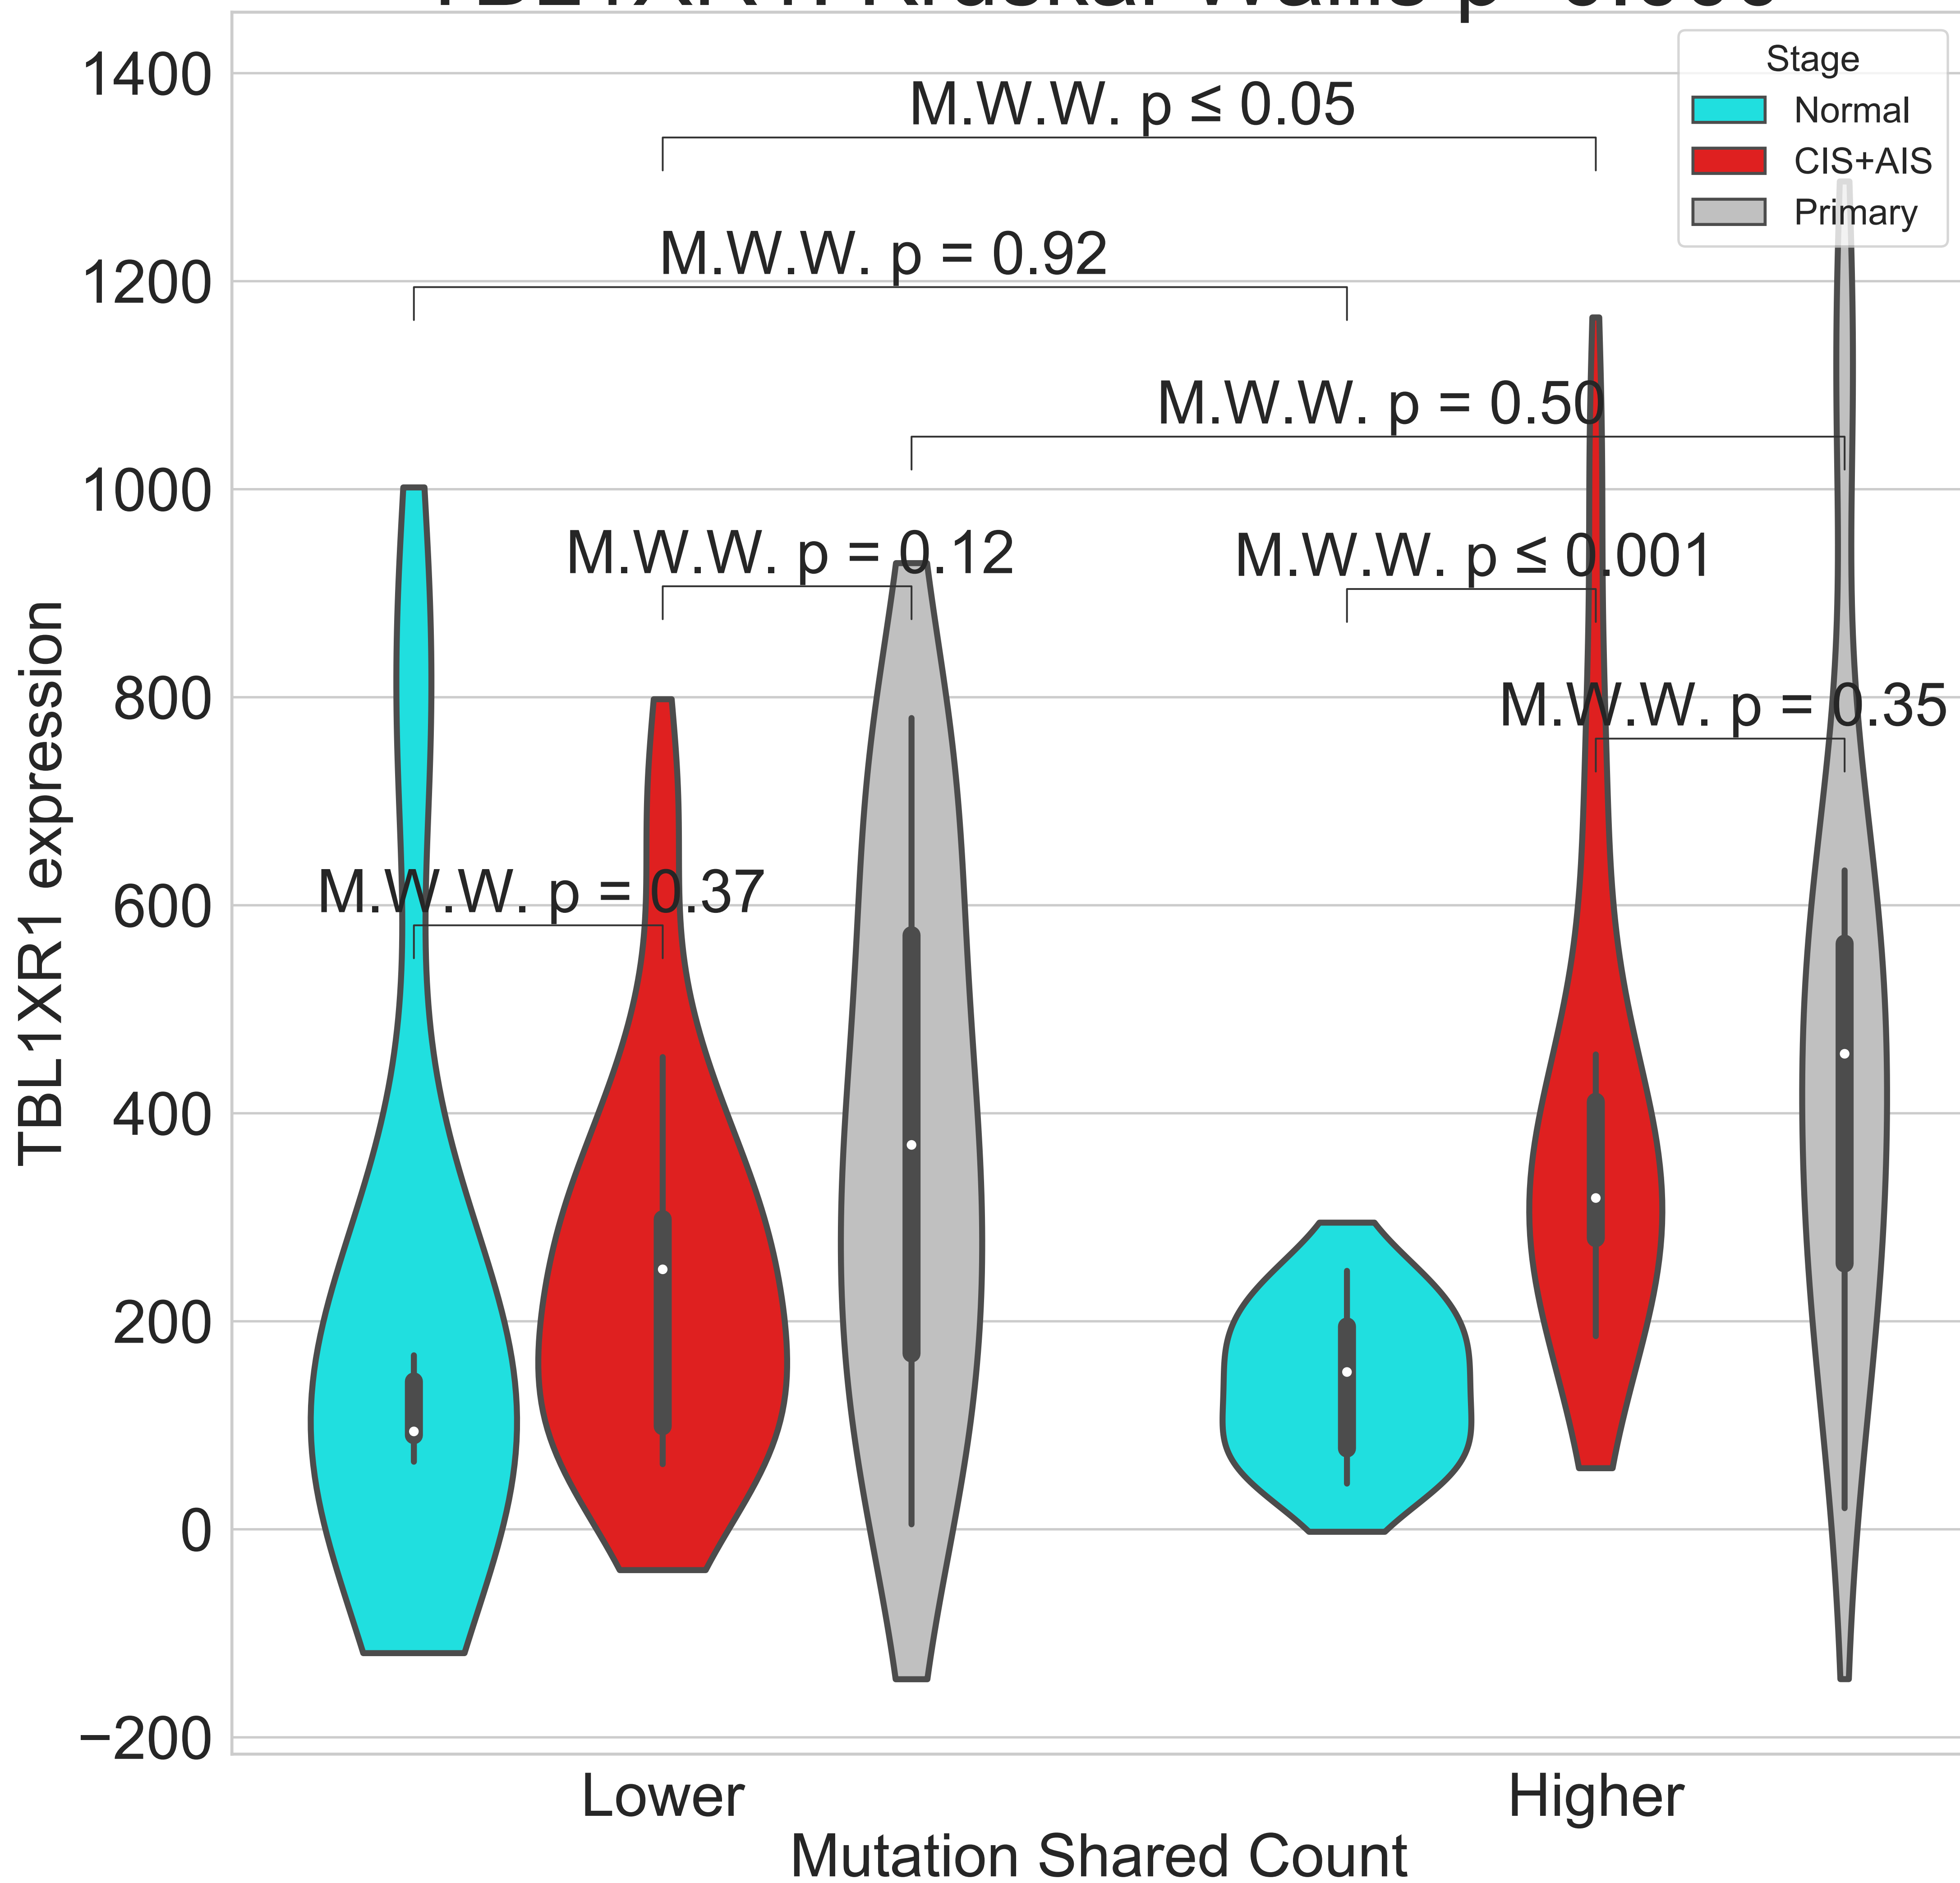 1400
1200
1000
800
600
400
200
0
−200
TBL1XR1 expression
Stage
Normal
CIS+AIS
Primary
M.W.W. p ≤ 0.05
M.W.W. p = 0.92
M.W.W. p = 0.50
M.W.W. p = 0.12
M.W.W. p ≤ 0.001
M.W.W. p = 0.35
M.W.W. p = 0.37
Lower
Higher
Mutation Shared Count